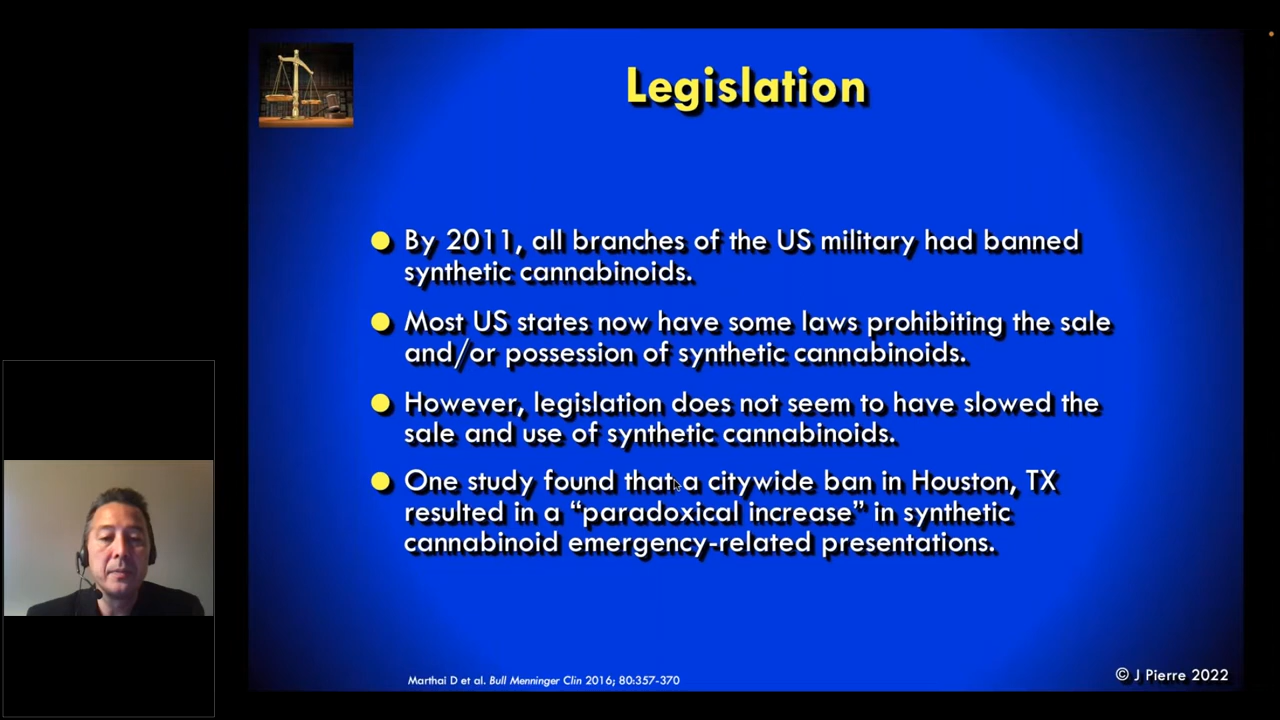 Legislation
By 2011, all branches of the US military had banned
synthetic cannabinoids.
Most US states now have some laws prohibiting the sale
and/or possession of synthetic cannabinoids.
However, legislation does not seem to have slowed the
sale and use of synthetic cannabinoids.
One study found that a citywide ban in Houston, TX
resulted in a “paradoxical increase” in synthetic
cannabinoid emergency-related presentations.
Marthai D et al. Bull Menninger Clin 2016; 80:357-370
© J Pierre 2022